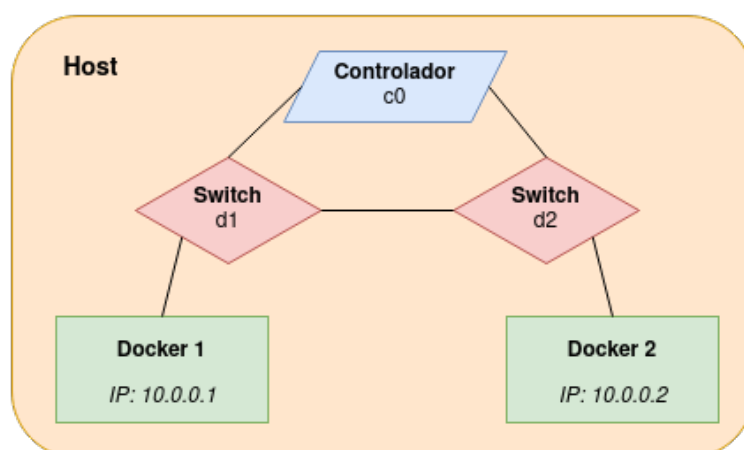 Host
Controlador
c0
Switch
d1
Switch
d2
Docker 1
IP: 10.0.0.1
Docker 2
IP: 10.0.0.2